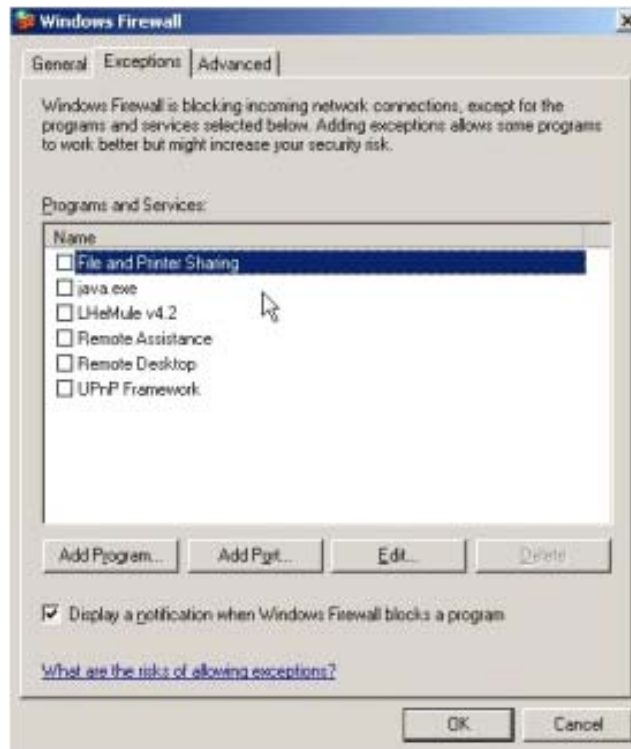 Windows Firewall
General Exceptions Advanced
Windows Firewall is blocking incoming network connections, except for the
programs and services selected below. Adding exceptions allows some programs
to work better but might increase your security risk.
Programs and Services:
Name
File and Printer Sharing
java.exe
LHeMule v4.2
Remote Assistance
Remote Desktop
UPnP Framework
Add Program... Add Port... Edit... Delete
Display a notification when Windows Firewall blocks a program
What are the risks of allowing exceptions?
OK Cancel